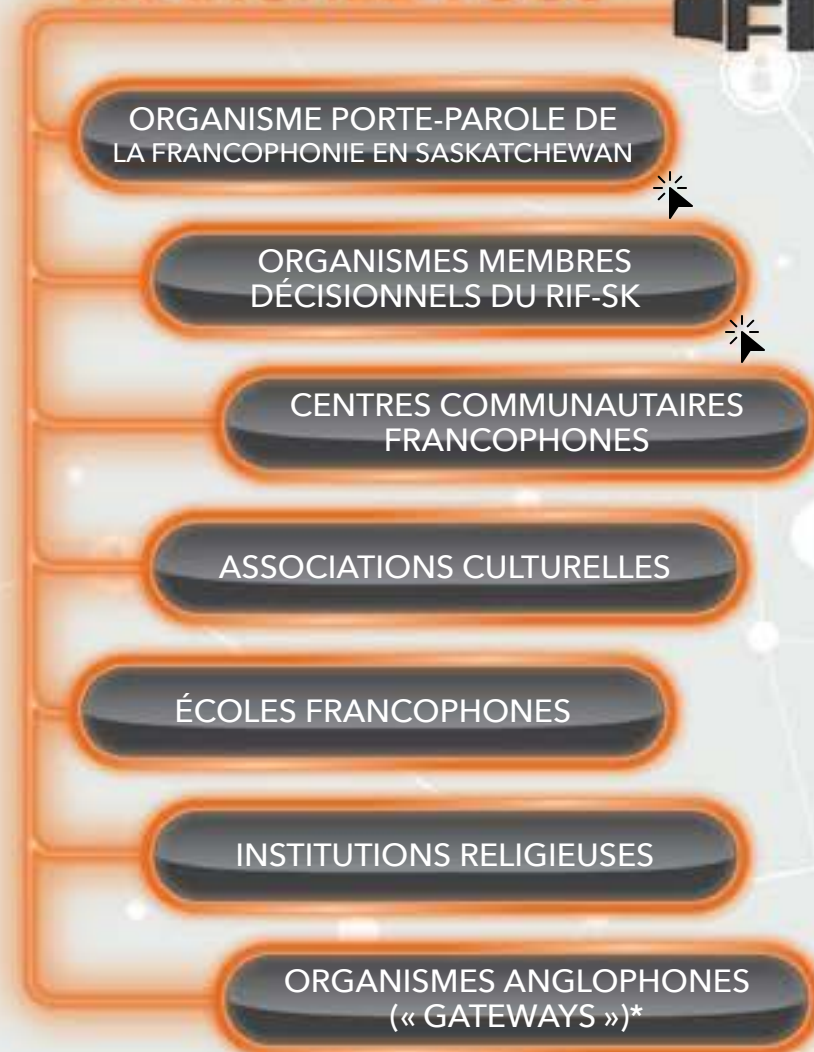 ORGANISME PORTE-PAROLE DE
LA FRANCOPHONIE EN SASKATCHEWAN
ORGANISMES MEMBRES
DÉCISIONNELS DU RIF-SK
CENTRES COMMUNAUTAIRES
FRANCOPHONES
ASSOCIATIONS CULTURELLES
ÉCOLES FRANCOPHONES
INSTITUTIONS RELIGIEUSES
ORGANISMES ANGLOPHONES
(« GATEWAYS »)*